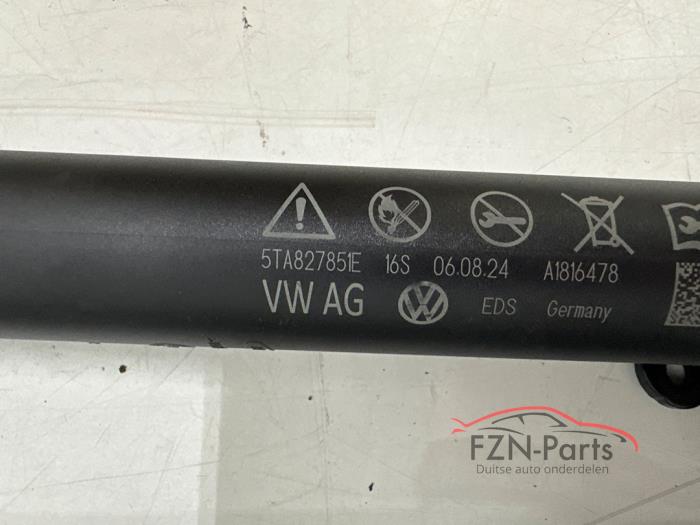 5TA827851E 16S 06.08.24 A1816478
VW AG EDS Germany
FZN-Parts
Duitse auto onderdelen